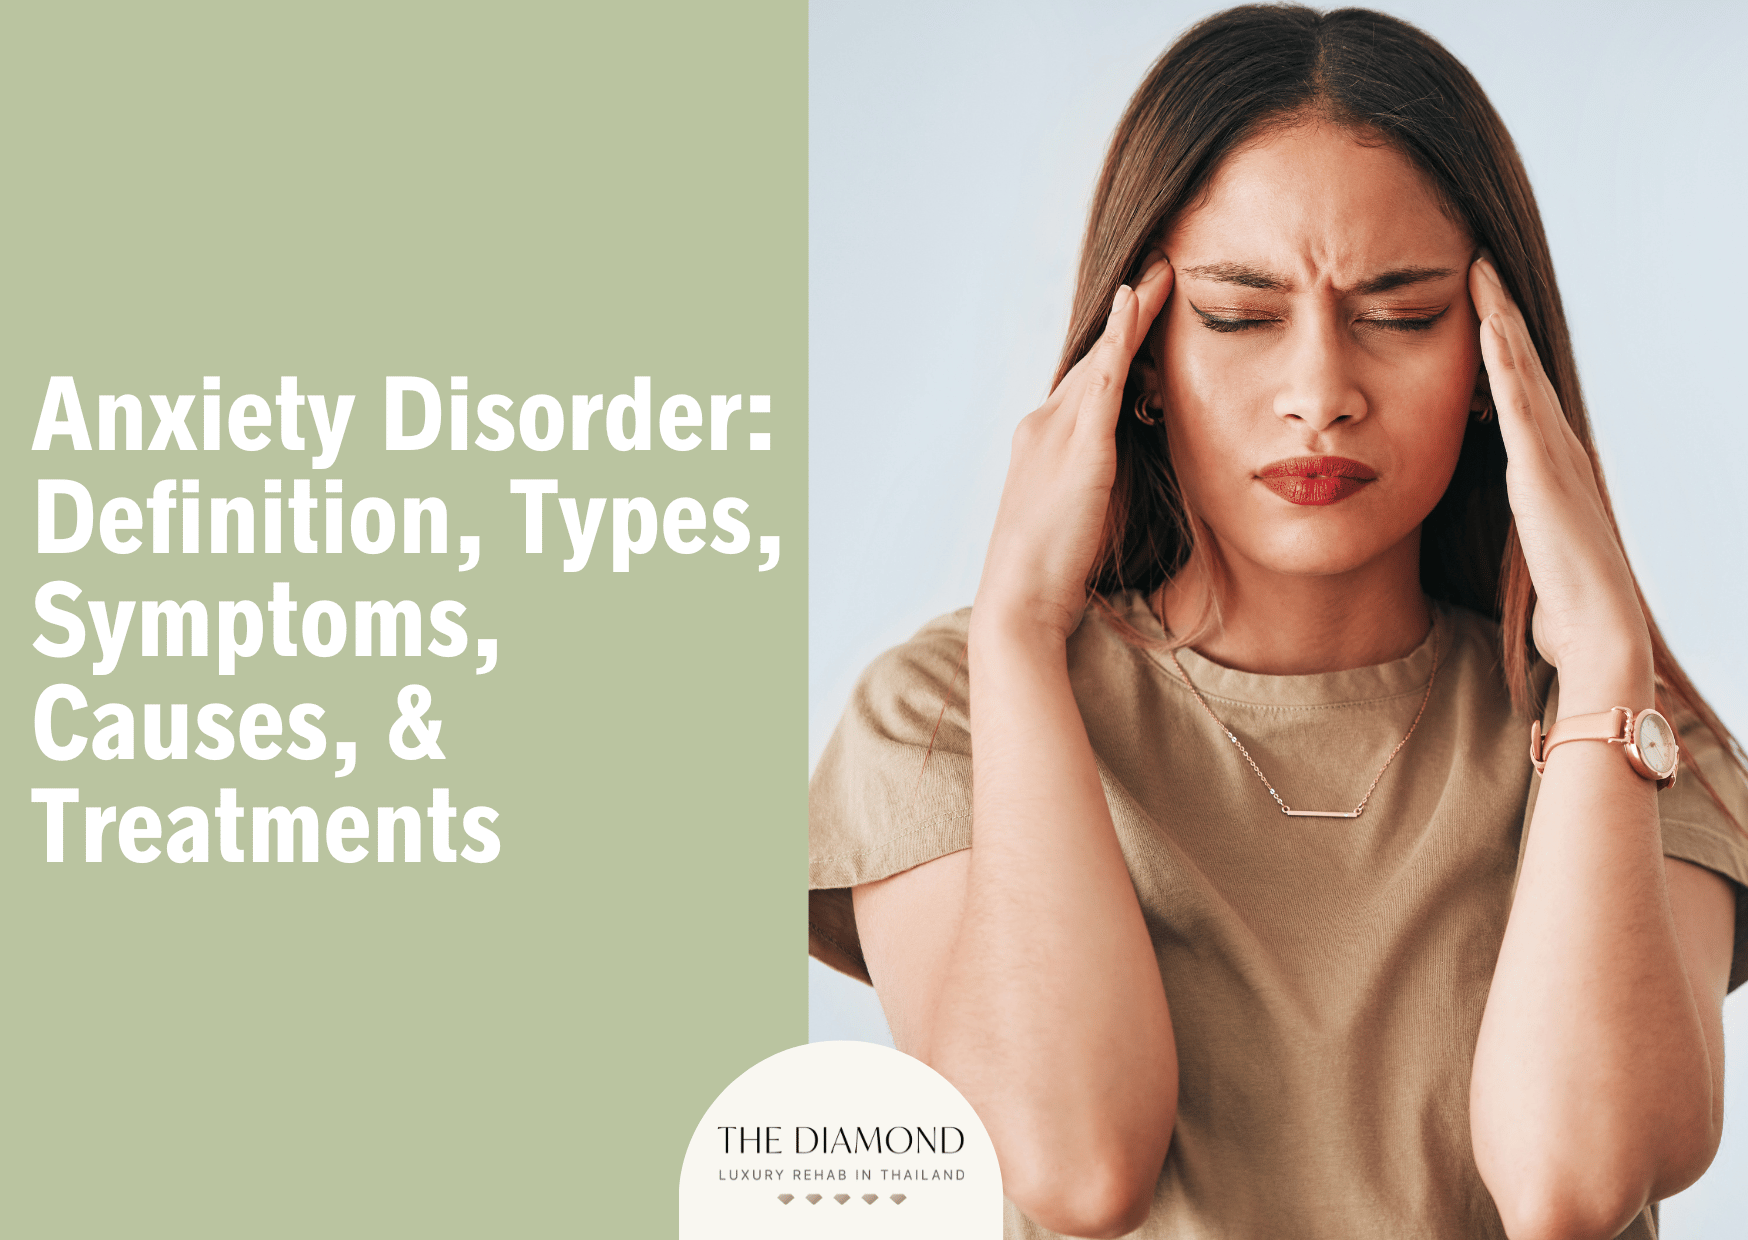 Anxiety Disorder:
Definition, Types,
Symptoms,
Causes, &
Treatments
THE DIAMOND
LUXURY REHAB IN THAILAND